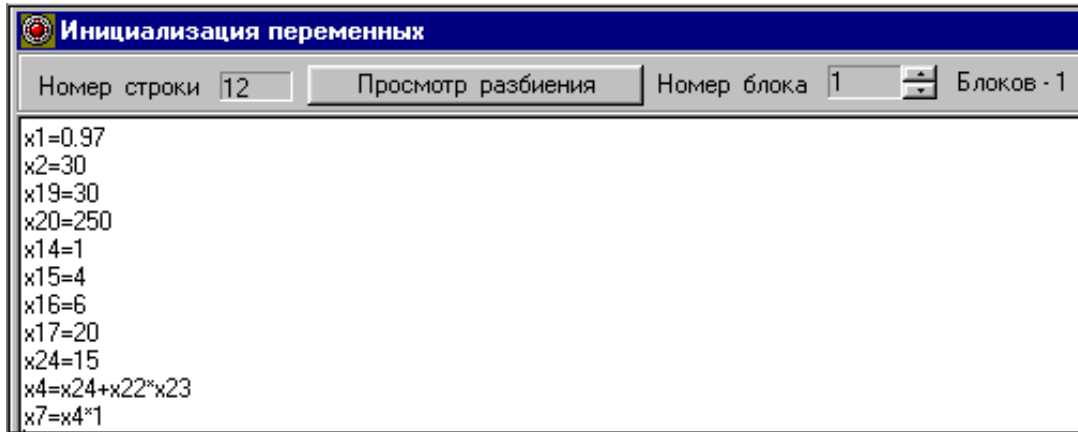 Инициализация переменных
Номер строки 12 Просмотр разбиения Номер блока 1 Блоков - 1
x1=0.97
x2=30
x19=30
x20=250
x14=1
x15=4
x16=6
x17=20
x24=15
x4=x24+x22*x23
x7=x4*1